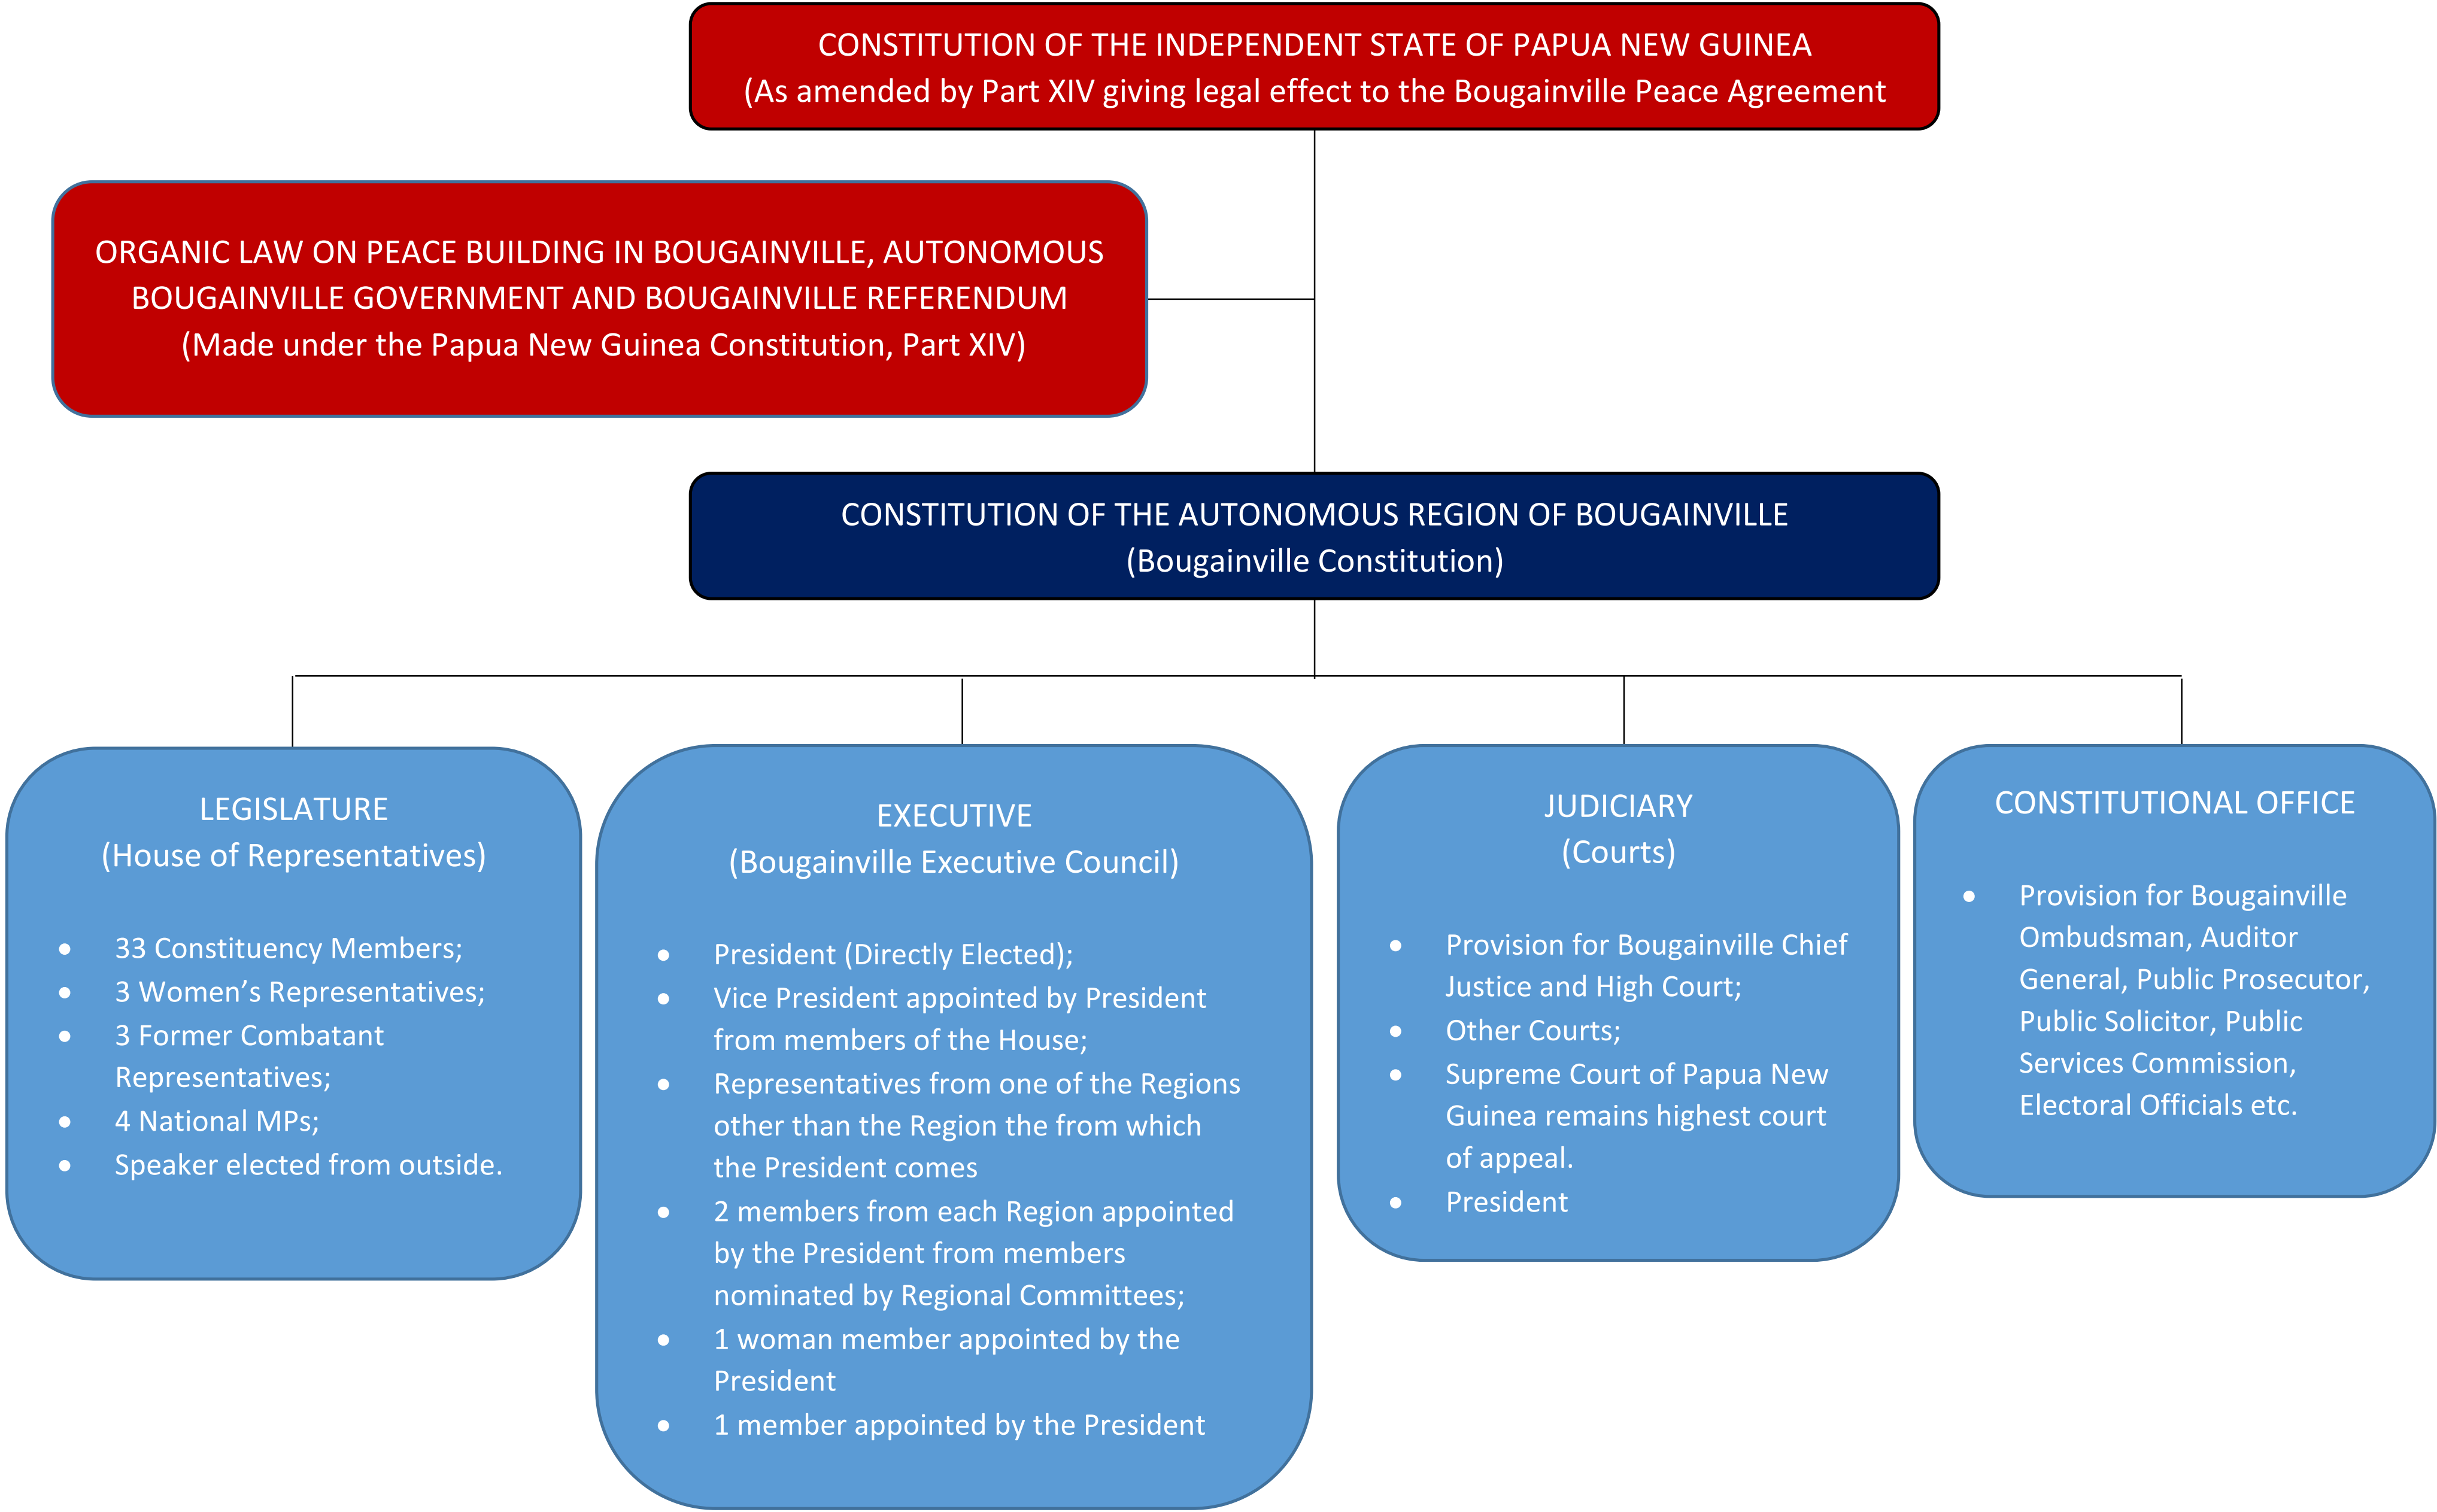 CONSTITUTION OF THE INDEPENDENT STATE OF PAPUA NEW GUINEA
(As amended by Part XIV giving legal effect to the Bougainville Peace Agreement
ORGANIC LAW ON PEACE BUILDING IN BOUGAINVILLE, AUTONOMOUS
BOUGAINVILLE GOVERNMENT AND BOUGAINVILLE REFERENDUM
(Made under the Papua New Guinea Constitution, Part XIV)
CONSTITUTION OF THE AUTONOMOUS REGION OF BOUGAINVILLE
(Bougainville Constitution)
LEGISLATURE
(House of Representatives)
• 33 Constituency Members;
• 3 Women’s Representatives;
• 3 Former Combatant
Representatives;
• 4 National MPs;
• Speaker elected from outside.
EXECUTIVE
(Bougainville Executive Council)
• President (Directly Elected);
• Vice President appointed by President
from members of the House;
• Representatives from one of the Regions
other than the Region the from which
the President comes
• 2 members from each Region appointed
by the President from members
nominated by Regional Committees;
• 1 woman member appointed by the
President
• 1 member appointed by the President
JUDICIARY
(Courts)
• Provision for Bougainville Chief
Justice and High Court;
• Other Courts;
• Supreme Court of Papua New
Guinea remains highest court
of appeal.
• President
CONSTITUTIONAL OFFICE
• Provision for Bougainville
Ombudsman, Auditor
General, Public Prosecutor,
Public Solicitor, Public
Services Commission,
Electoral Officials etc.